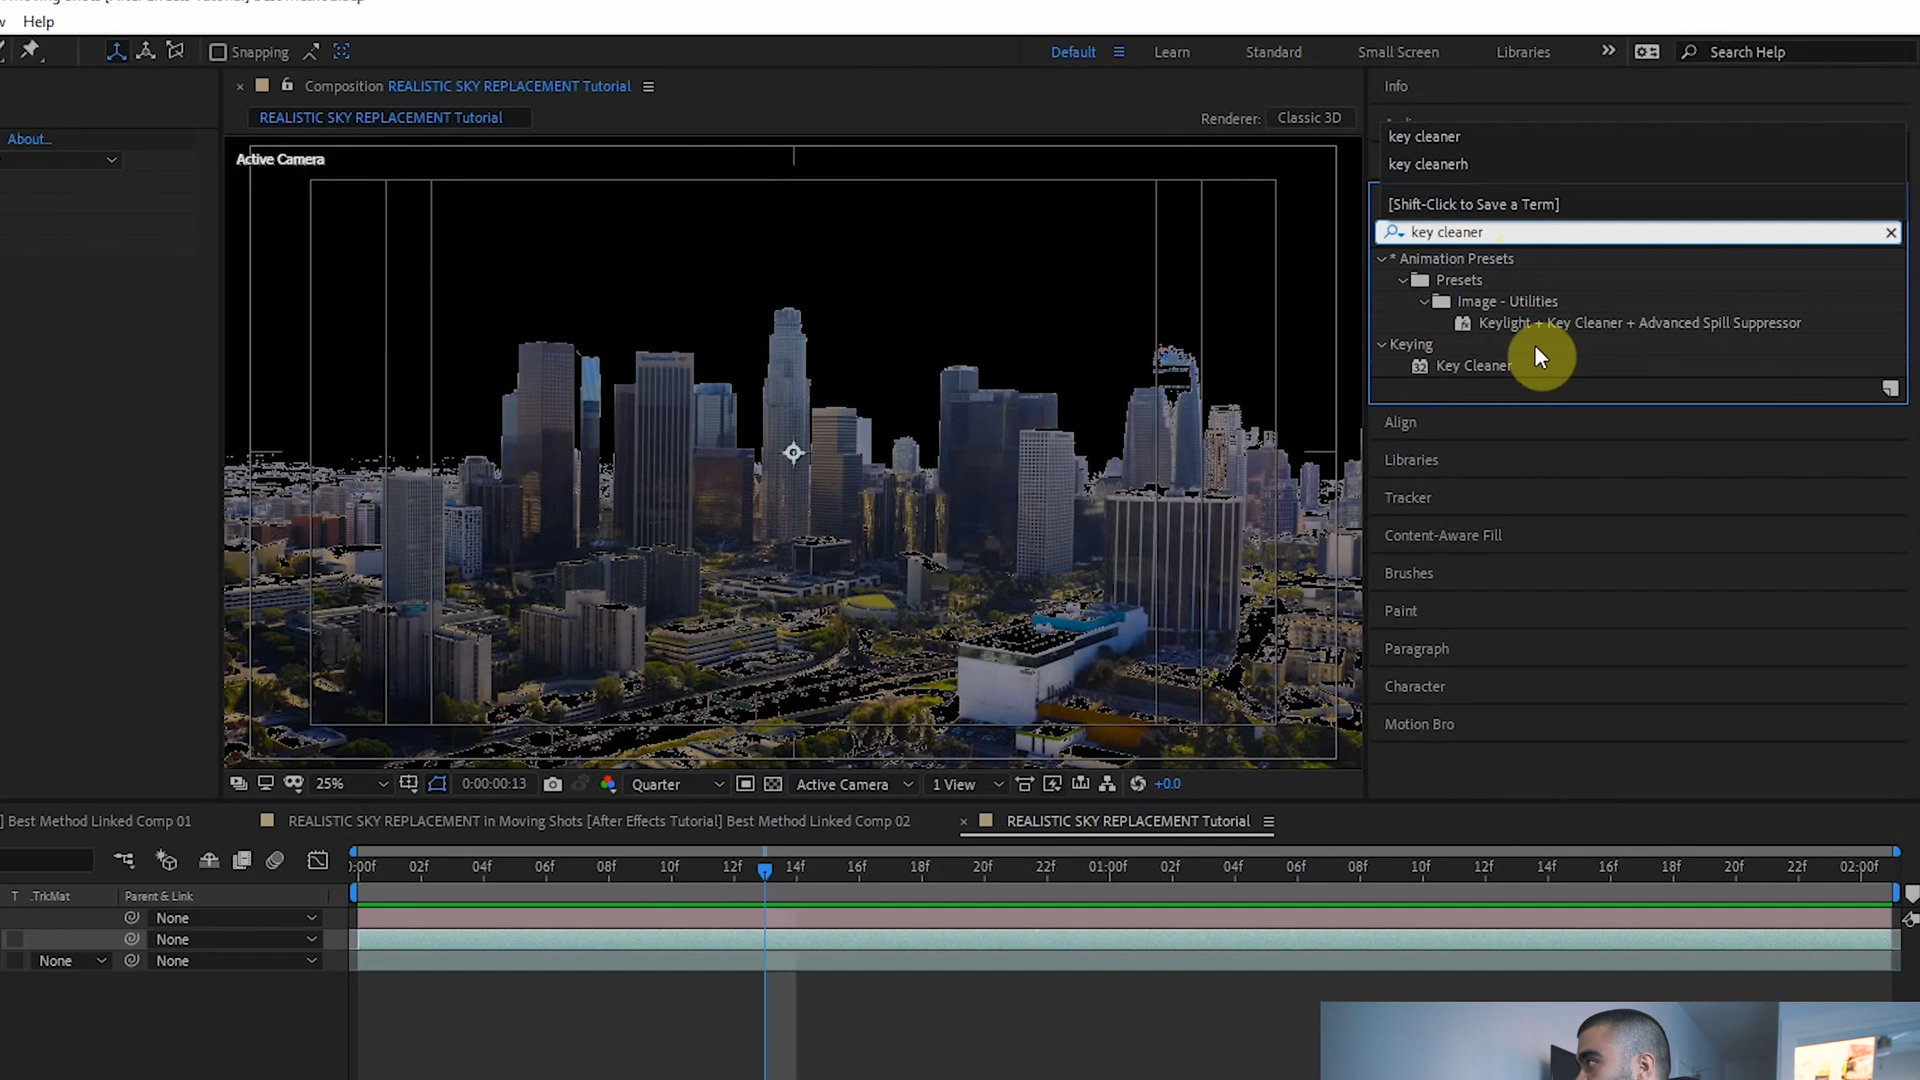 Help
Snapping
Default
Learn
Standard
Small Screen
Libraries
Search Help
Composition REALISTIC SKY REPLACEMENT Tutorial
Info
REALISTIC SKY REPLACEMENT Tutorial
Renderer: Classic 3D
About...
Active Camera
key cleaner
key cleanerh
[Shift-Click to Save a Term]
key cleaner
* Animation Presets
Presets
Image - Utilities
Keylight + Key Cleaner + Advanced Spill Suppressor
Keying
32 Key Cleaner
Align
Libraries
Tracker
Content-Aware Fill
Brushes
Paint
Paragraph
Character
Motion Bro
25%
0:00:00:13
Quarter
Active Camera
1 View
+0.0
] Best Method Linked Comp 01
REALISTIC SKY REPLACEMENT in Moving Shots [After Effects Tutorial] Best Method Linked Comp 02
REALISTIC SKY REPLACEMENT Tutorial
):00f 02f 04f 06f 08f 10f 12f 14f 16f 18f 20f 22f 01:00f 02f 04f 06f 08f 10f 12f 14f 16f 18f 20f 22f 02:00f
T .TrkMat Parent & Link
None
None
None None